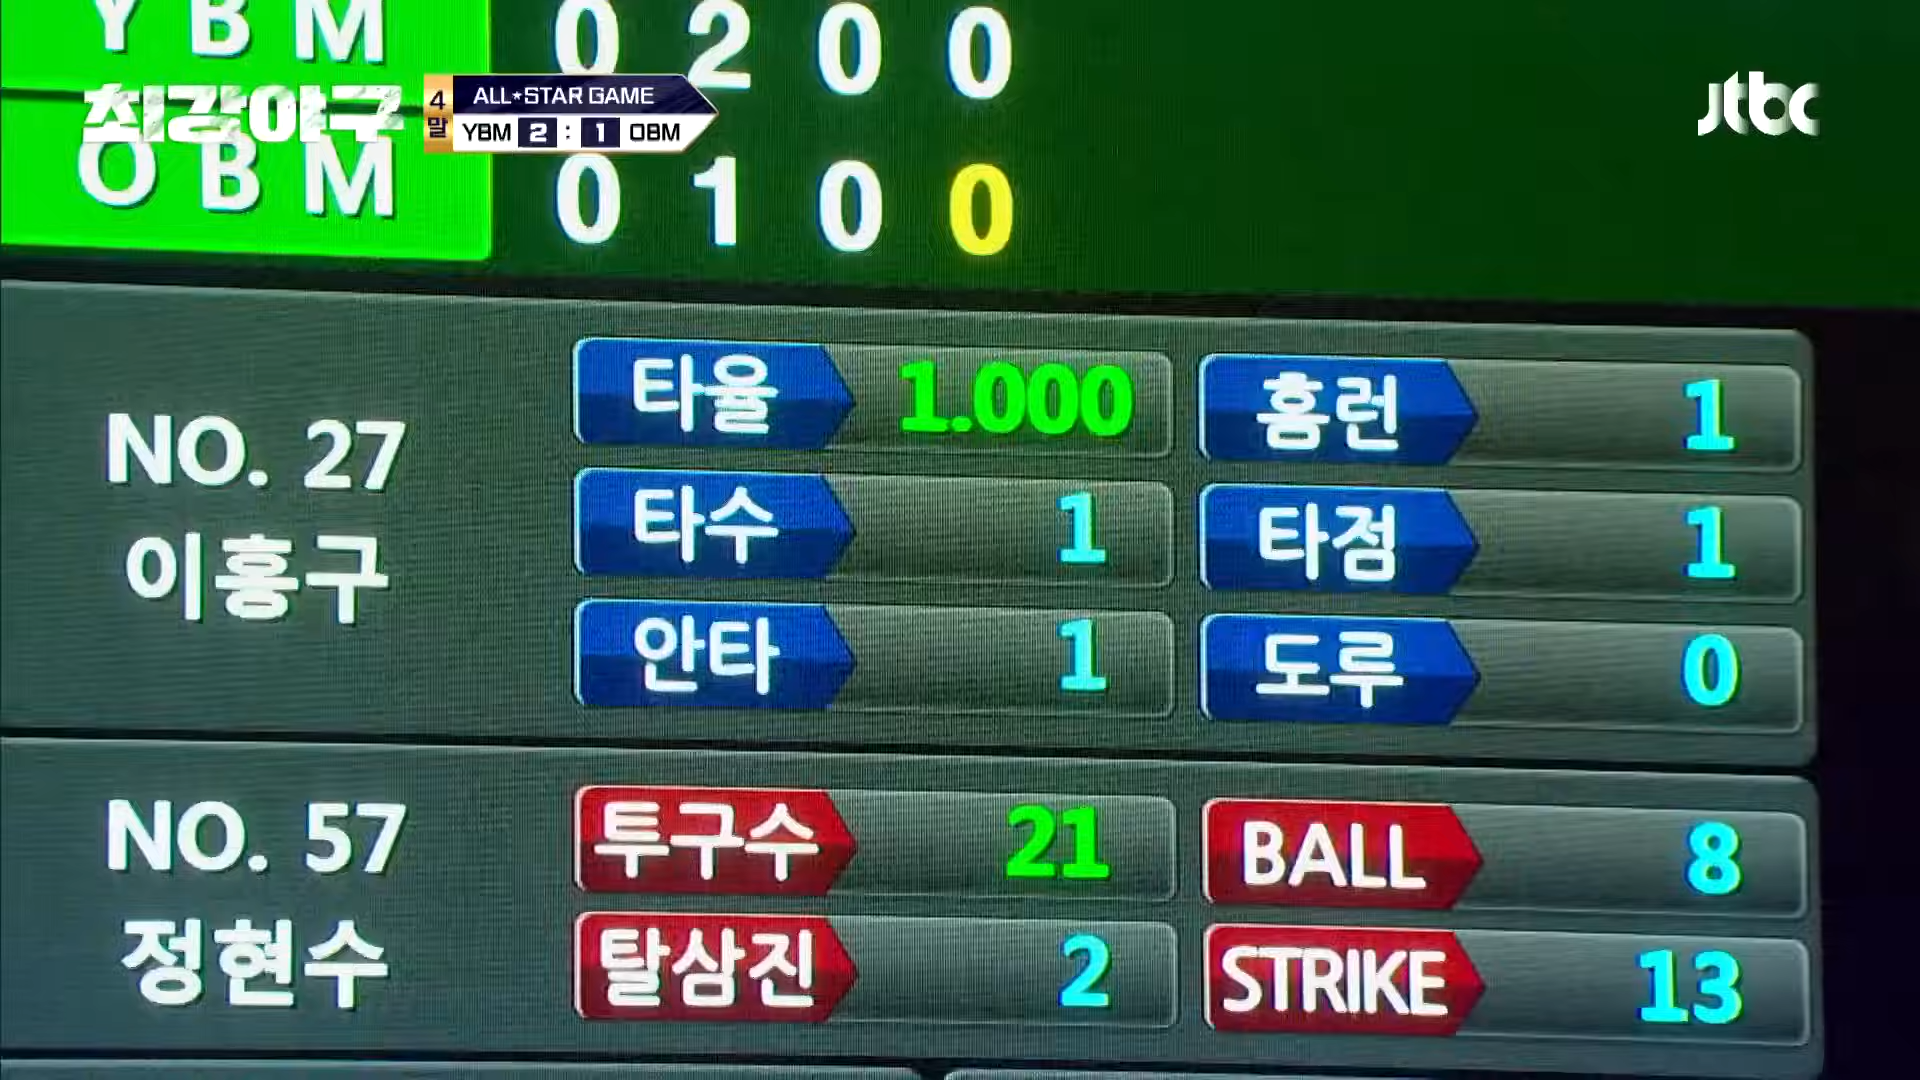 YBM 0 2 0 0
최강야구
4말
ALL★STAR GAME
YBM 2 : 1 OBM
jtbc
OBM 0 1 0 0
NO. 27
이흥구
타율 1.000
홈런 1
타수 1
타점 1
안타 1
도루 0
NO. 57
정현수
투구수 21
BALL 8
탈삼진 2
STRIKE 13